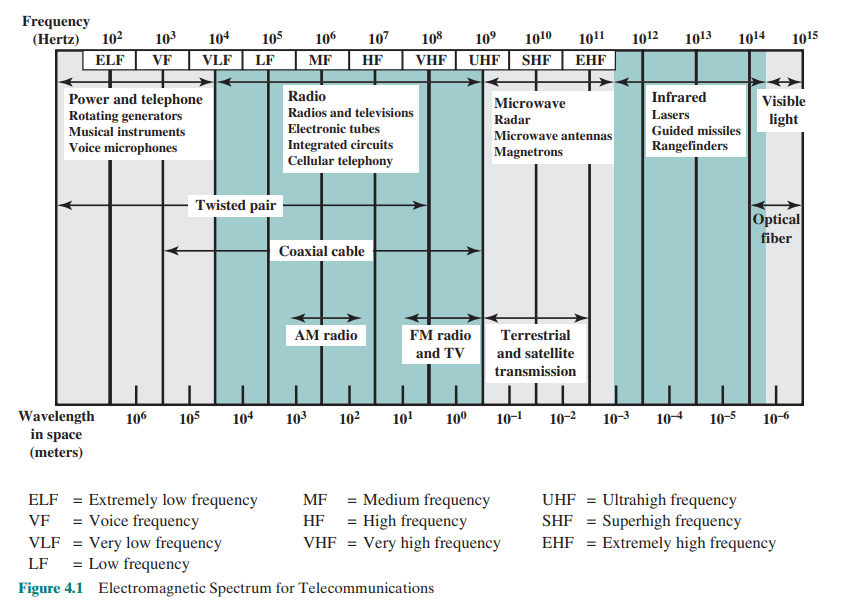 Frequency
(Hertz) 10² 10³ 10⁴ 10⁵ 10⁶ 10⁷ 10⁸ 10⁹ 10¹⁰ 10¹¹ 10¹² 10¹³ 10¹⁴ 10¹⁵
ELF VF VLF LF MF HF VHF UHF SHF EHF
Power and telephone
Rotating generators
Musical instruments
Voice microphones
Radio
Radios and televisions
Electronic tubes
Integrated circuits
Cellular telephony
Microwave
Radar
Microwave antennas
Magnetrons
Infrared
Lasers
Guided missiles
Rangefinders
Visible
light
Twisted pair
Optical
fiber
Coaxial cable
AM radio
FM radio
and TV
Terrestrial
and satellite
transmission
Wavelength
in space
(meters)
10⁶ 10⁵ 10⁴ 10³ 10² 10¹ 10⁰ 10⁻¹ 10⁻² 10⁻³ 10⁻⁴ 10⁻⁵ 10⁻⁶
ELF = Extremely low frequency
VF = Voice frequency
VLF = Very low frequency
LF = Low frequency
MF = Medium frequency
HF = High frequency
VHF = Very high frequency
UHF = Ultrahigh frequency
SHF = Superhigh frequency
EHF = Extremely high frequency
Figure 4.1 Electromagnetic Spectrum for Telecommunications